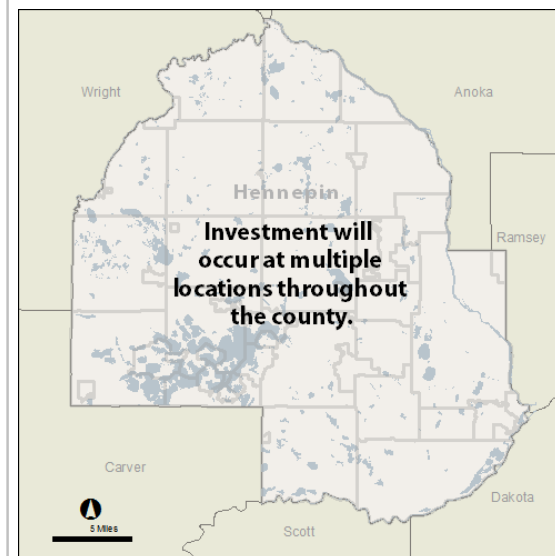 Wright
Anoka
Hennepin
Ramsey
Investment will
occur at multiple
locations throughout
the county.
Carver
Dakota
5 Miles
Scott